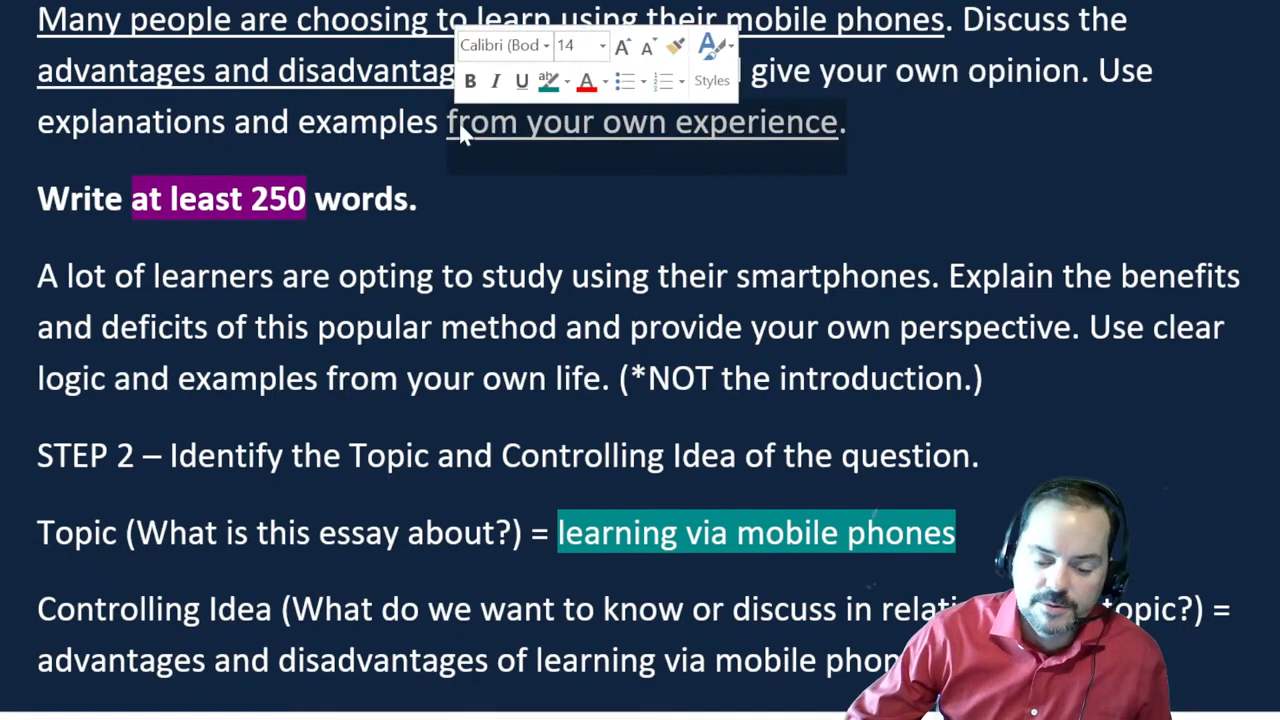 Many people are choosing to learn using their mobile phones. Discuss the
Calibri (Bod 14
advantages and disadvantag give your own opinion. Use
B I U ab A Styles
explanations and examples from your own experience.
Write at least 250 words.
A lot of learners are opting to study using their smartphones. Explain the benefits
and deficits of this popular method and provide your own perspective. Use clear
logic and examples from your own life. (*NOT the introduction.)
STEP 2 – Identify the Topic and Controlling Idea of the question.
Topic (What is this essay about?) = learning via mobile phones
Controlling Idea (What do we want to know or discuss in relati topic?) =
advantages and disadvantages of learning via mobile phon